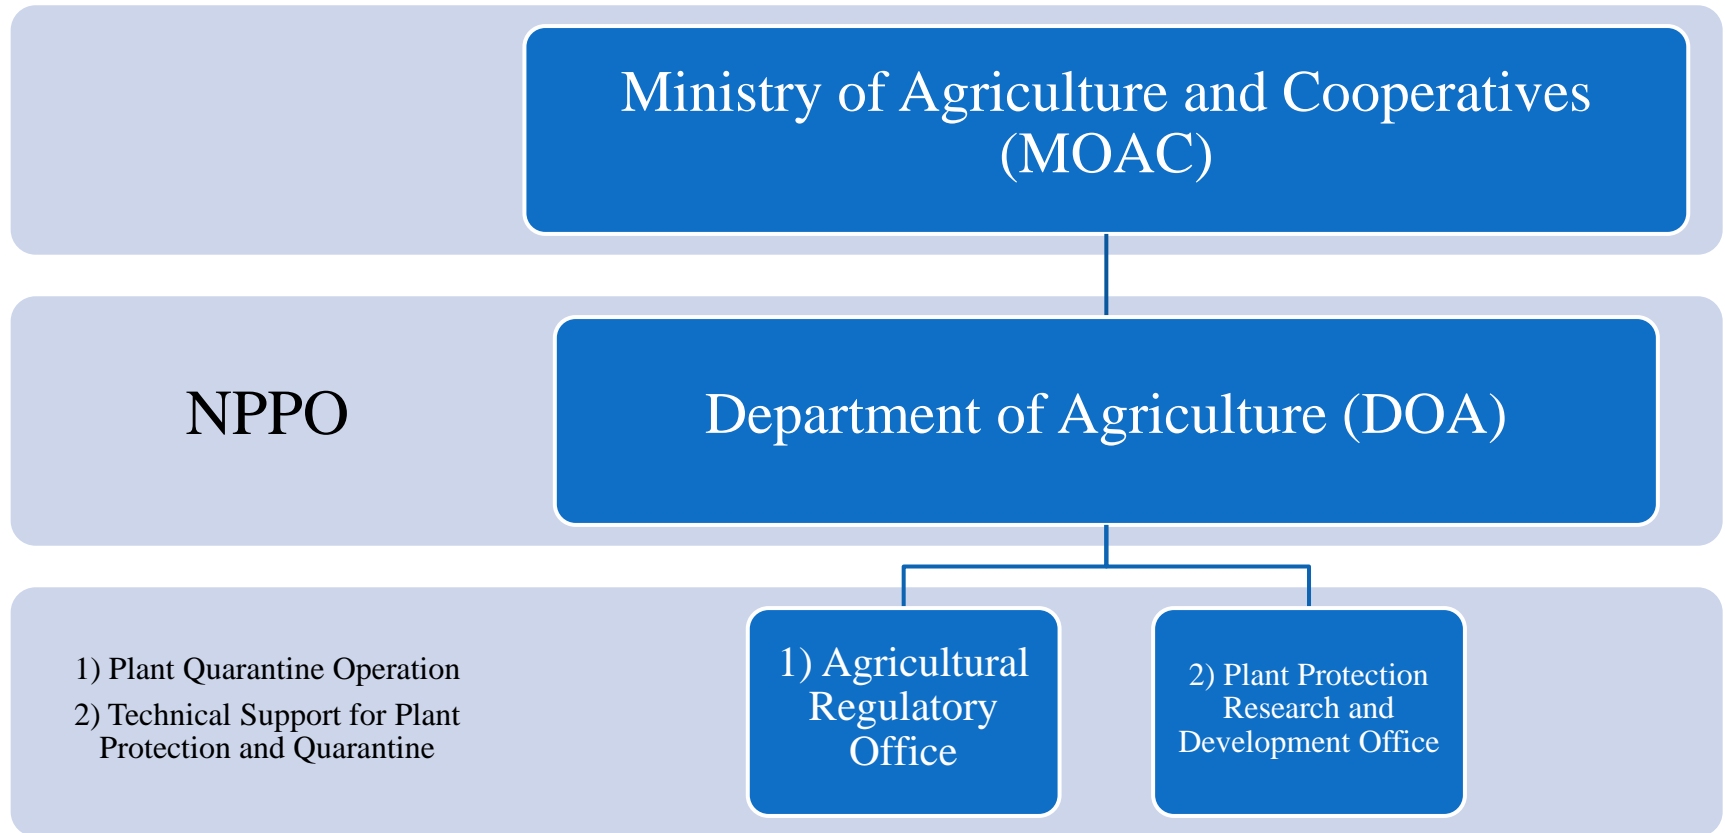 Ministry of Agriculture and Cooperatives
(MOAC)
NPPO
Department of Agriculture (DOA)
1) Plant Quarantine Operation
2) Technical Support for Plant
Protection and Quarantine
1) Agricultural
Regulatory
Office
2) Plant Protection
Research and
Development Office